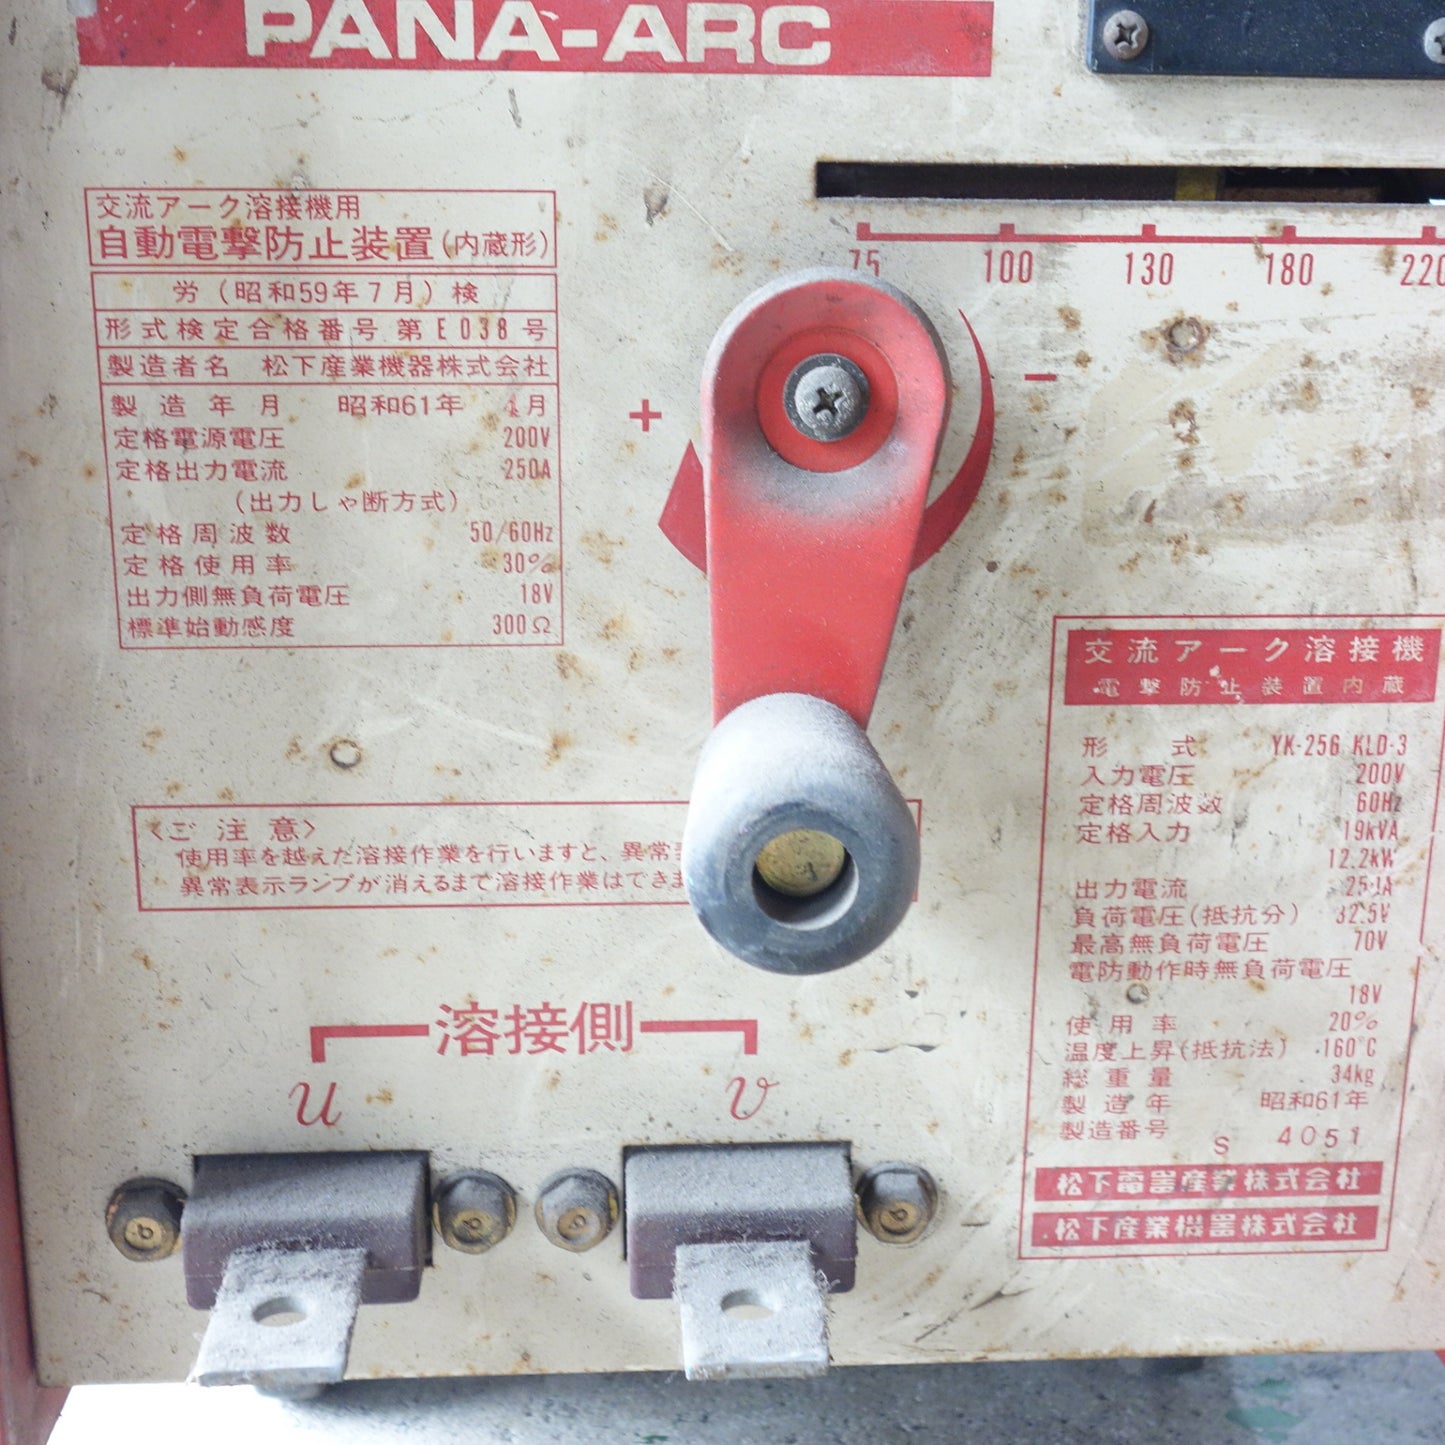 PANA-ARC
交流アーク溶接機用
自動電撃防止装置(内蔵形)
労(昭和59年7月)検
形式検定合格番号 第E038号
製造者名 松下産業機器株式会社
製造年月 昭和61年 4月
定格電源電圧 200V
定格出力電流 250A
(出力しゃ断方式)
定格周波数 50/60Hz
定格使用率 30%
出力側無負荷電圧 18V
標準始動感度 300Ω
75 100 130 180 220
+ −
<ご注意>
使用率を越えた溶接作業を行いますと、異常
異常表示ランプが消えるまで溶接作業はできま
溶接側
u v
交流アーク溶接機
電撃防止装置内蔵
形式 YK-256 KLD-3
入力電圧 200V
定格周波数 60Hz
定格入力 19kVA
12.2kW
出力電流 250A
負荷電圧(抵抗分) 32.5V
最高無負荷電圧 70V
電防動作時無負荷電圧
18V
使用率 20%
温度上昇(抵抗法) 160°C
総重量 34kg
製造年 昭和61年
製造番号 S 4051
松下電器産業株式会社
松下産業機器株式会社